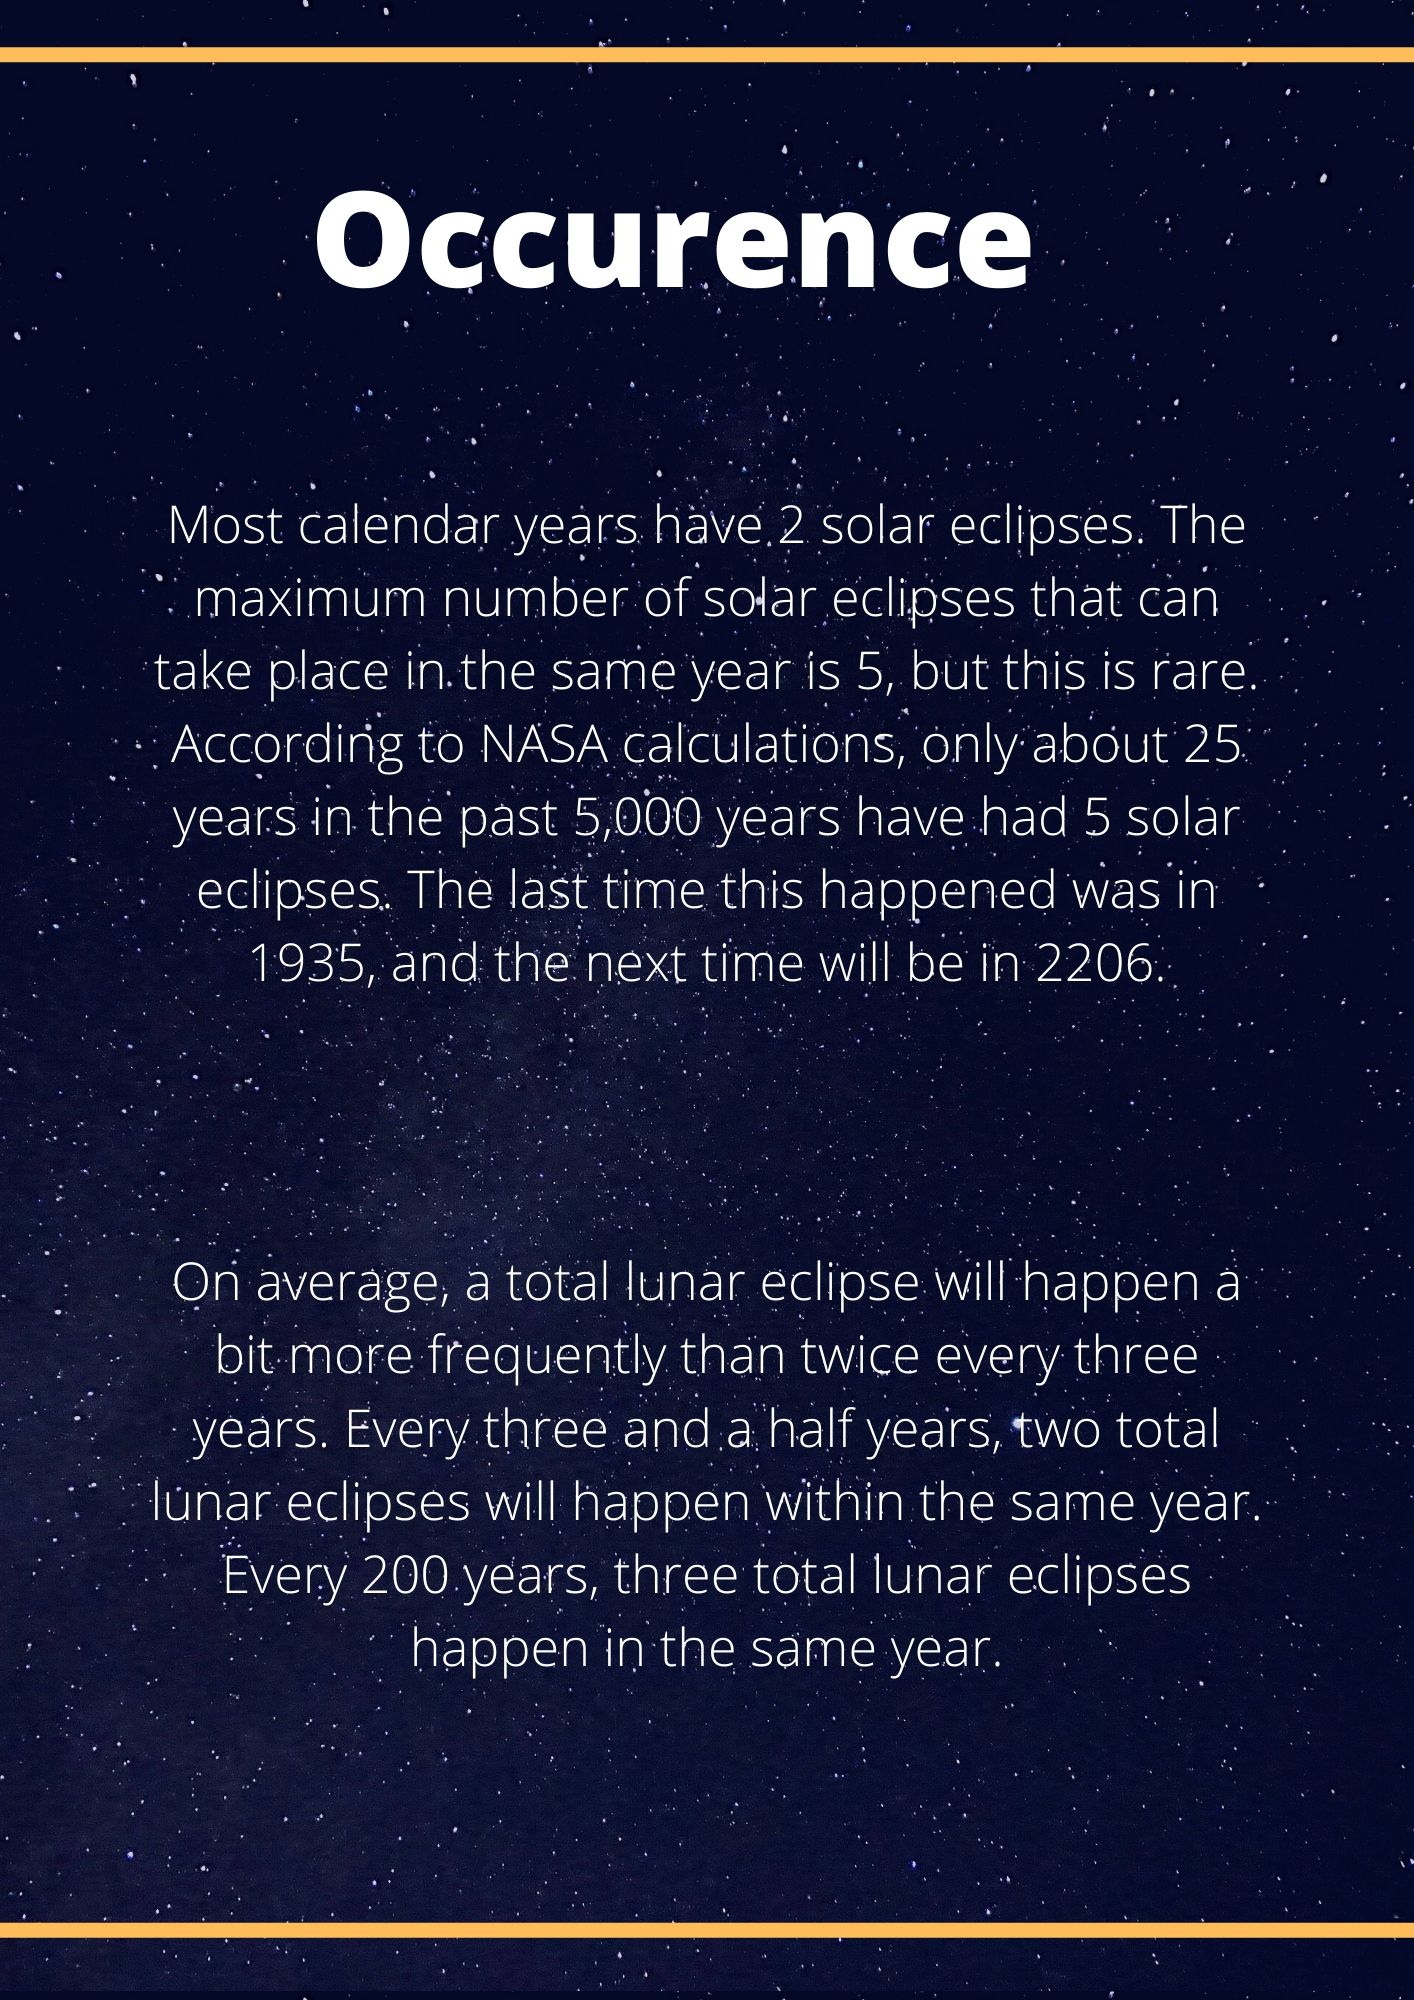 Occurence
Most calendar years have 2 solar eclipses. The
maximum number of solar eclipses that can
take place in the same year is 5, but this is rare.
According to NASA calculations, only about 25
years in the past 5,000 years have had 5 solar
eclipses. The last time this happened was in
1935, and the next time will be in 2206.
On average, a total lunar eclipse will happen a
bit more frequently than twice every three
years. Every three and a half years, two total
lunar eclipses will happen within the same year.
Every 200 years, three total lunar eclipses
happen in the same year.